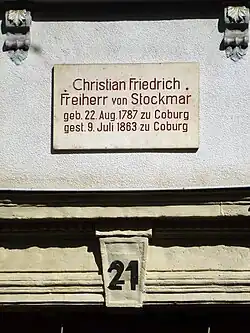 Christian Friedrich
Freiherr von Stockmar
geb. 22. Aug. 1787 zu Coburg
gest. 9. Juli 1863 zu Coburg
21